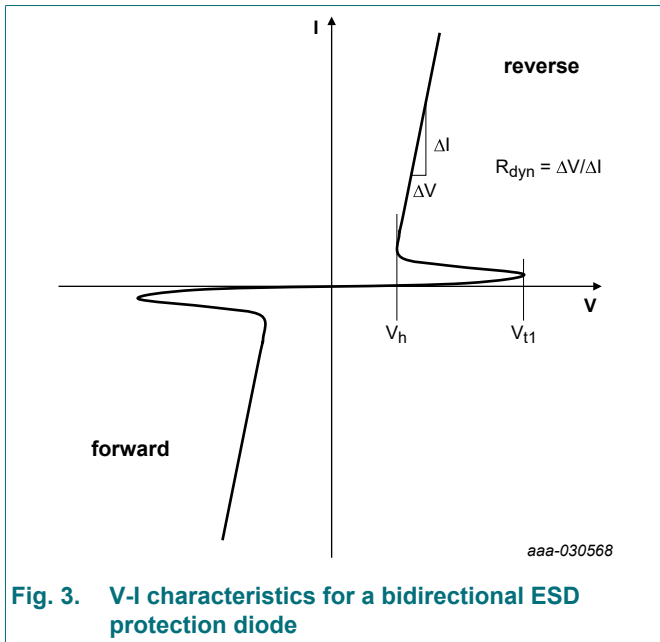 I
reverse
ΔI
R_dyn = ΔV/ΔI
ΔV
V
V_h
V_t1
forward
aaa-030568
Fig. 3. V-I characteristics for a bidirectional ESD
protection diode